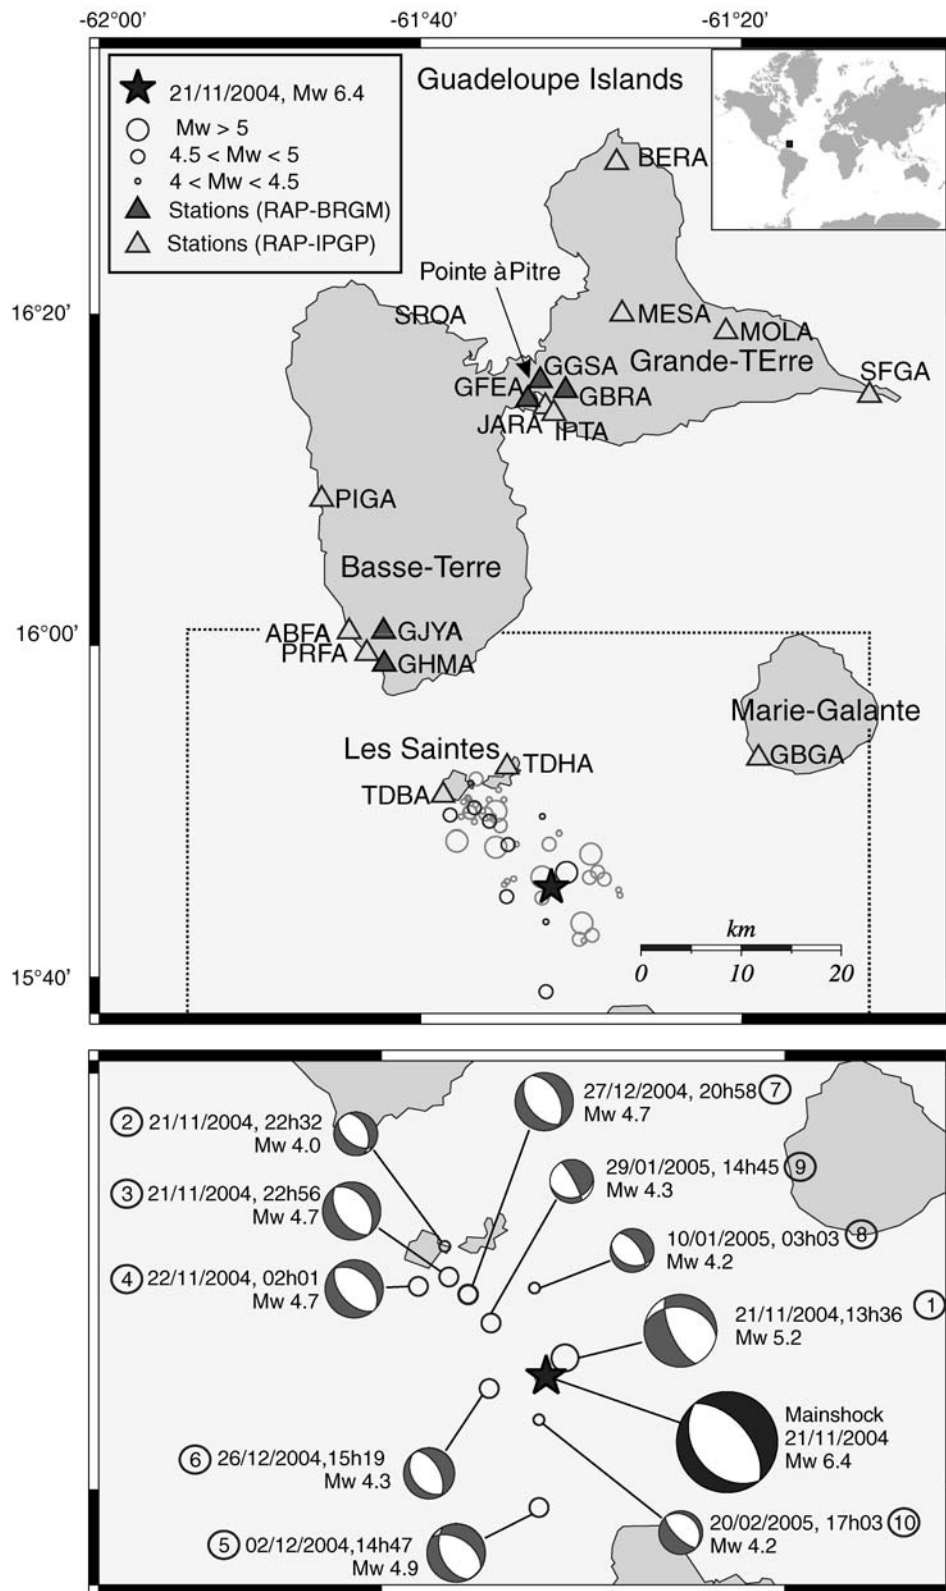 -62°00'
-61°40'
-61°20'
21/11/2004, Mw 6.4
Mw > 5
4.5 < Mw < 5
4 < Mw < 4.5
Stations (RAP-BRGM)
Stations (RAP-IPGP)
Guadeloupe Islands
BERA
Pointe à Pitre
16°20'
SROA
MESA
MOLA
Grande-TErre
GGSA
SFGA
GFEA
GBRA
JARA
IPTA
PIGA
Basse-Terre
ABFA
GJYA
16°00'
PRFA
GHMA
Marie-Galante
Les Saintes
TDHA
GBGA
TDBA
km
0 10 20
15°40'
27/12/2004, 20h58 7
Mw 4.7
2 21/11/2004, 22h32
Mw 4.0
29/01/2005, 14h45 9
Mw 4.3
3 21/11/2004, 22h56
Mw 4.7
10/01/2005, 03h03 8
Mw 4.2
4 22/11/2004, 02h01
Mw 4.7
1
21/11/2004,13h36
Mw 5.2
Mainshock
21/11/2004
Mw 6.4
6 26/12/2004,15h19
Mw 4.3
20/02/2005, 17h03 10
Mw 4.2
5 02/12/2004,14h47
Mw 4.9